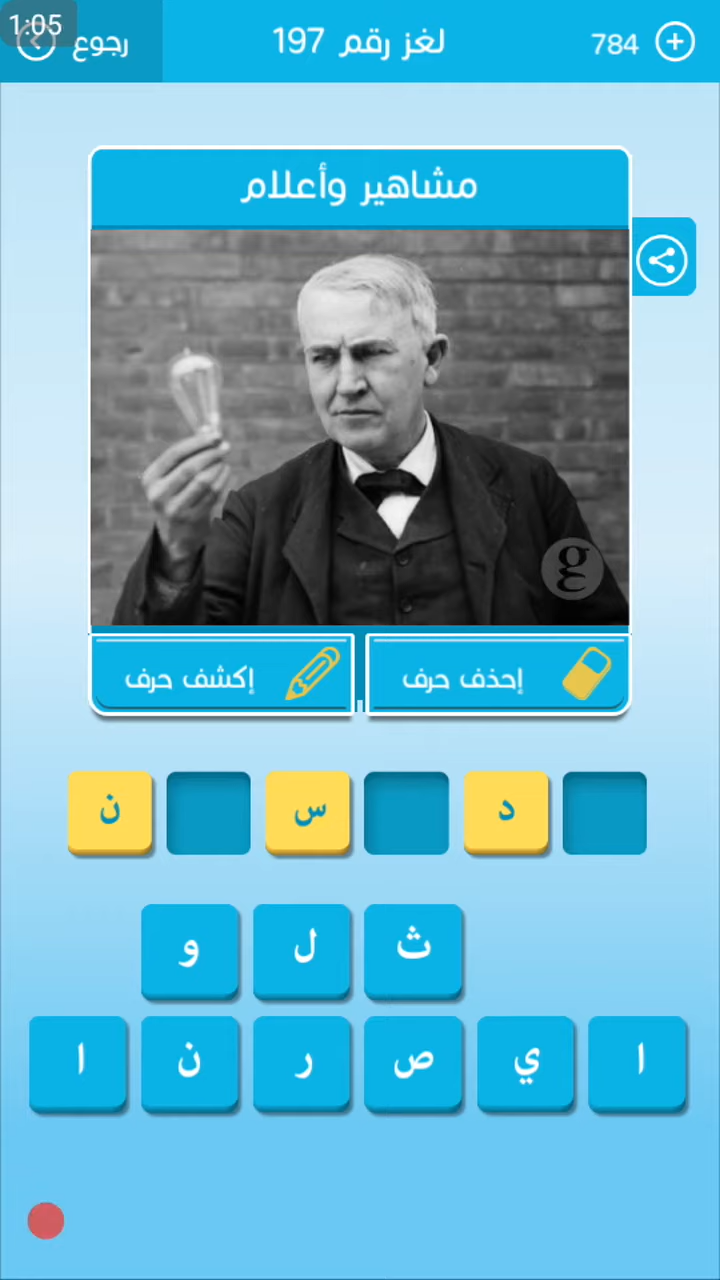 1:05
رجوع
لغز رقم 197
784
مشاهير وأعلام
g
إحذف حرف
إكشف حرف
د س ن
ث ل و
ا ي ص ر ن ا